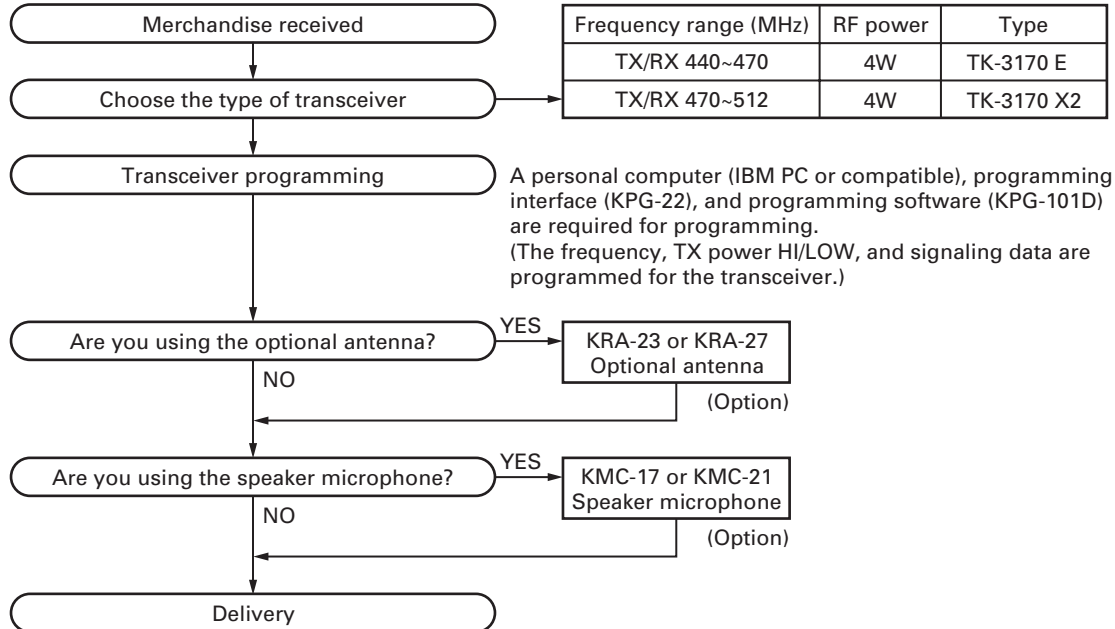 Merchandise received
Frequency range (MHz) RF power Type
TX/RX 440~470 4W TK-3170 E
Choose the type of transceiver
TX/RX 470~512 4W TK-3170 X2
Transceiver programming
A personal computer (IBM PC or compatible), programming
interface (KPG-22), and programming software (KPG-101D)
are required for programming.
(The frequency, TX power HI/LOW, and signaling data are
programmed for the transceiver.)
Are you using the optional antenna?
YES
KRA-23 or KRA-27
Optional antenna
(Option)
NO
Are you using the speaker microphone?
YES
KMC-17 or KMC-21
Speaker microphone
(Option)
NO
Delivery